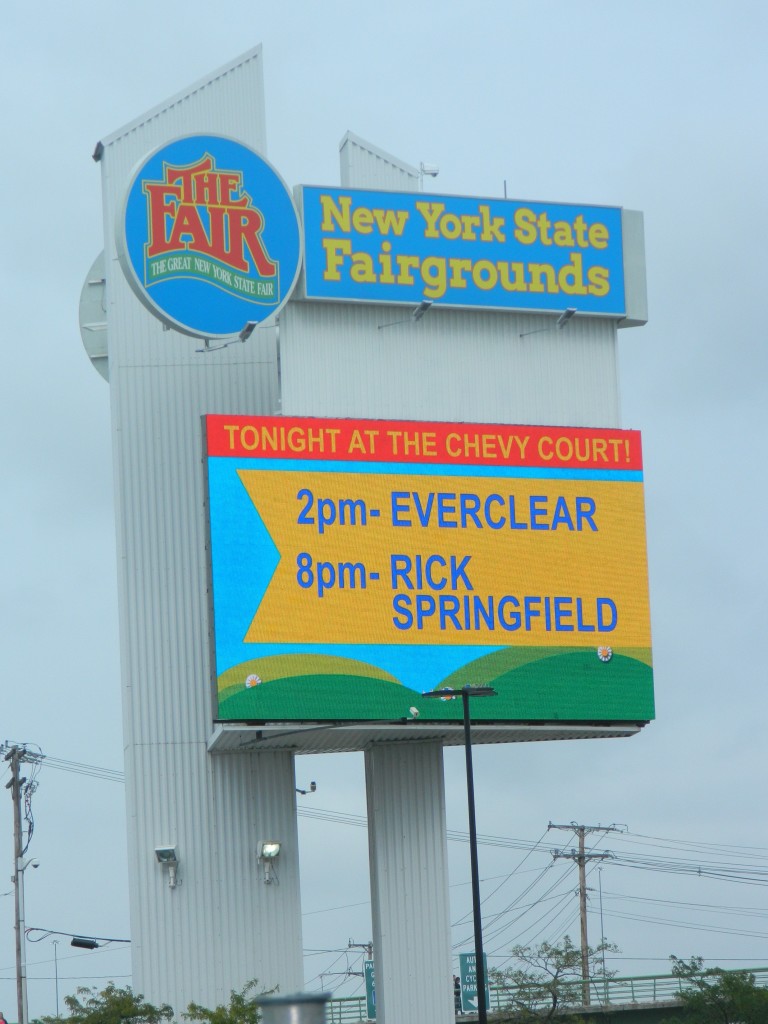 THE
FAIR
THE GREAT NEW YORK STATE FAIR
New York State
Fairgrounds
TONIGHT AT THE CHEVY COURT!
2pm- EVERCLEAR
8pm- RICK
SPRINGFIELD